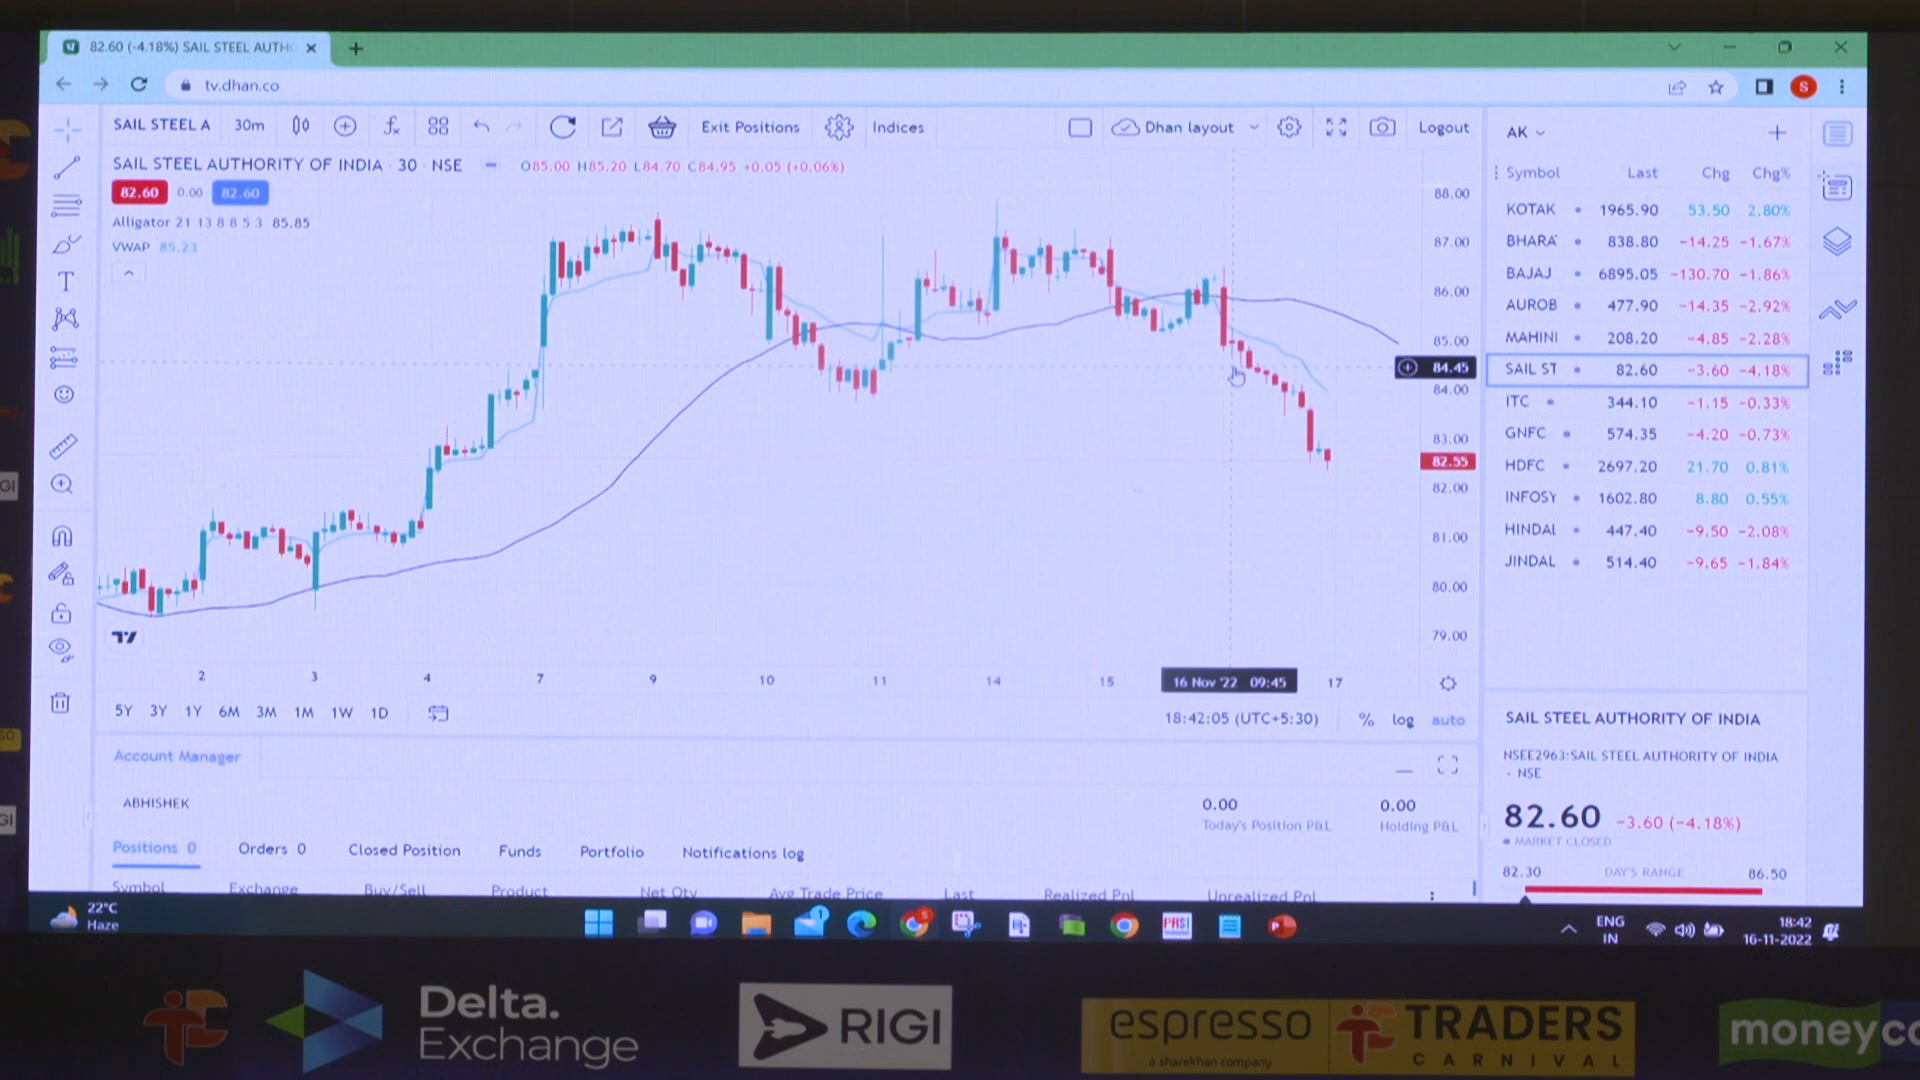 82.60 (-4.18%) SAIL STEEL AUTH
tv.dhan.co
S
SAIL STEEL A 30m Exit Positions Indices Dhan layout Logout
SAIL STEEL AUTHORITY OF INDIA · 30 · NSE O85.00 H85.20 L84.70 C84.95 +0.05 (+0.06%)
82.60 0.00 82.60
Alligator 21 13 8 8 5 3 85.85
VWAP 85.23
88.00
87.00
86.00
85.00
84.45
84.00
83.00
82.55
82.00
81.00
80.00
79.00
2 3 4 7 9 10 11 14 15 16 Nov '22 09:45 17
5Y 3Y 1Y 6M 3M 1M 1W 1D 18:42:05 (UTC+5:30) % log auto
AK
Symbol Last Chg Chg%
KOTAK 1965.90 53.50 2.80%
BHARA 838.80 −14.25 −1.67%
BAJAJ 6895.05 −130.70 −1.86%
AUROB 477.90 −14.35 −2.92%
MAHINI 208.20 −4.85 −2.28%
SAIL ST 82.60 −3.60 −4.18%
ITC 344.10 −1.15 −0.33%
GNFC 574.35 −4.20 −0.73%
HDFC 2697.20 21.70 0.81%
INFOSY 1602.80 8.80 0.55%
HINDAL 447.40 −9.50 −2.08%
JINDAL 514.40 −9.65 −1.84%
SAIL STEEL AUTHORITY OF INDIA
NSEE2963:SAIL STEEL AUTHORITY OF INDIA
- NSE
82.60 −3.60 (−4.18%)
MARKET CLOSED
82.30 DAY'S RANGE 86.50
Account Manager
ABHISHEK
0.00 0.00
Today's Position P&L Holding P&L
Positions 0 Orders 0 Closed Position Funds Portfolio Notifications log
Symbol Exchange Buy/Sell Product Net Qty Avg Trade Price Last Realized Pnl Unrealized Pnl
22°C
Haze
ENG
IN
18:42
16-11-2022
Delta.
Exchange
RIGI
espresso
a sharekhan company
TRADERS
CARNIVAL
moneyco